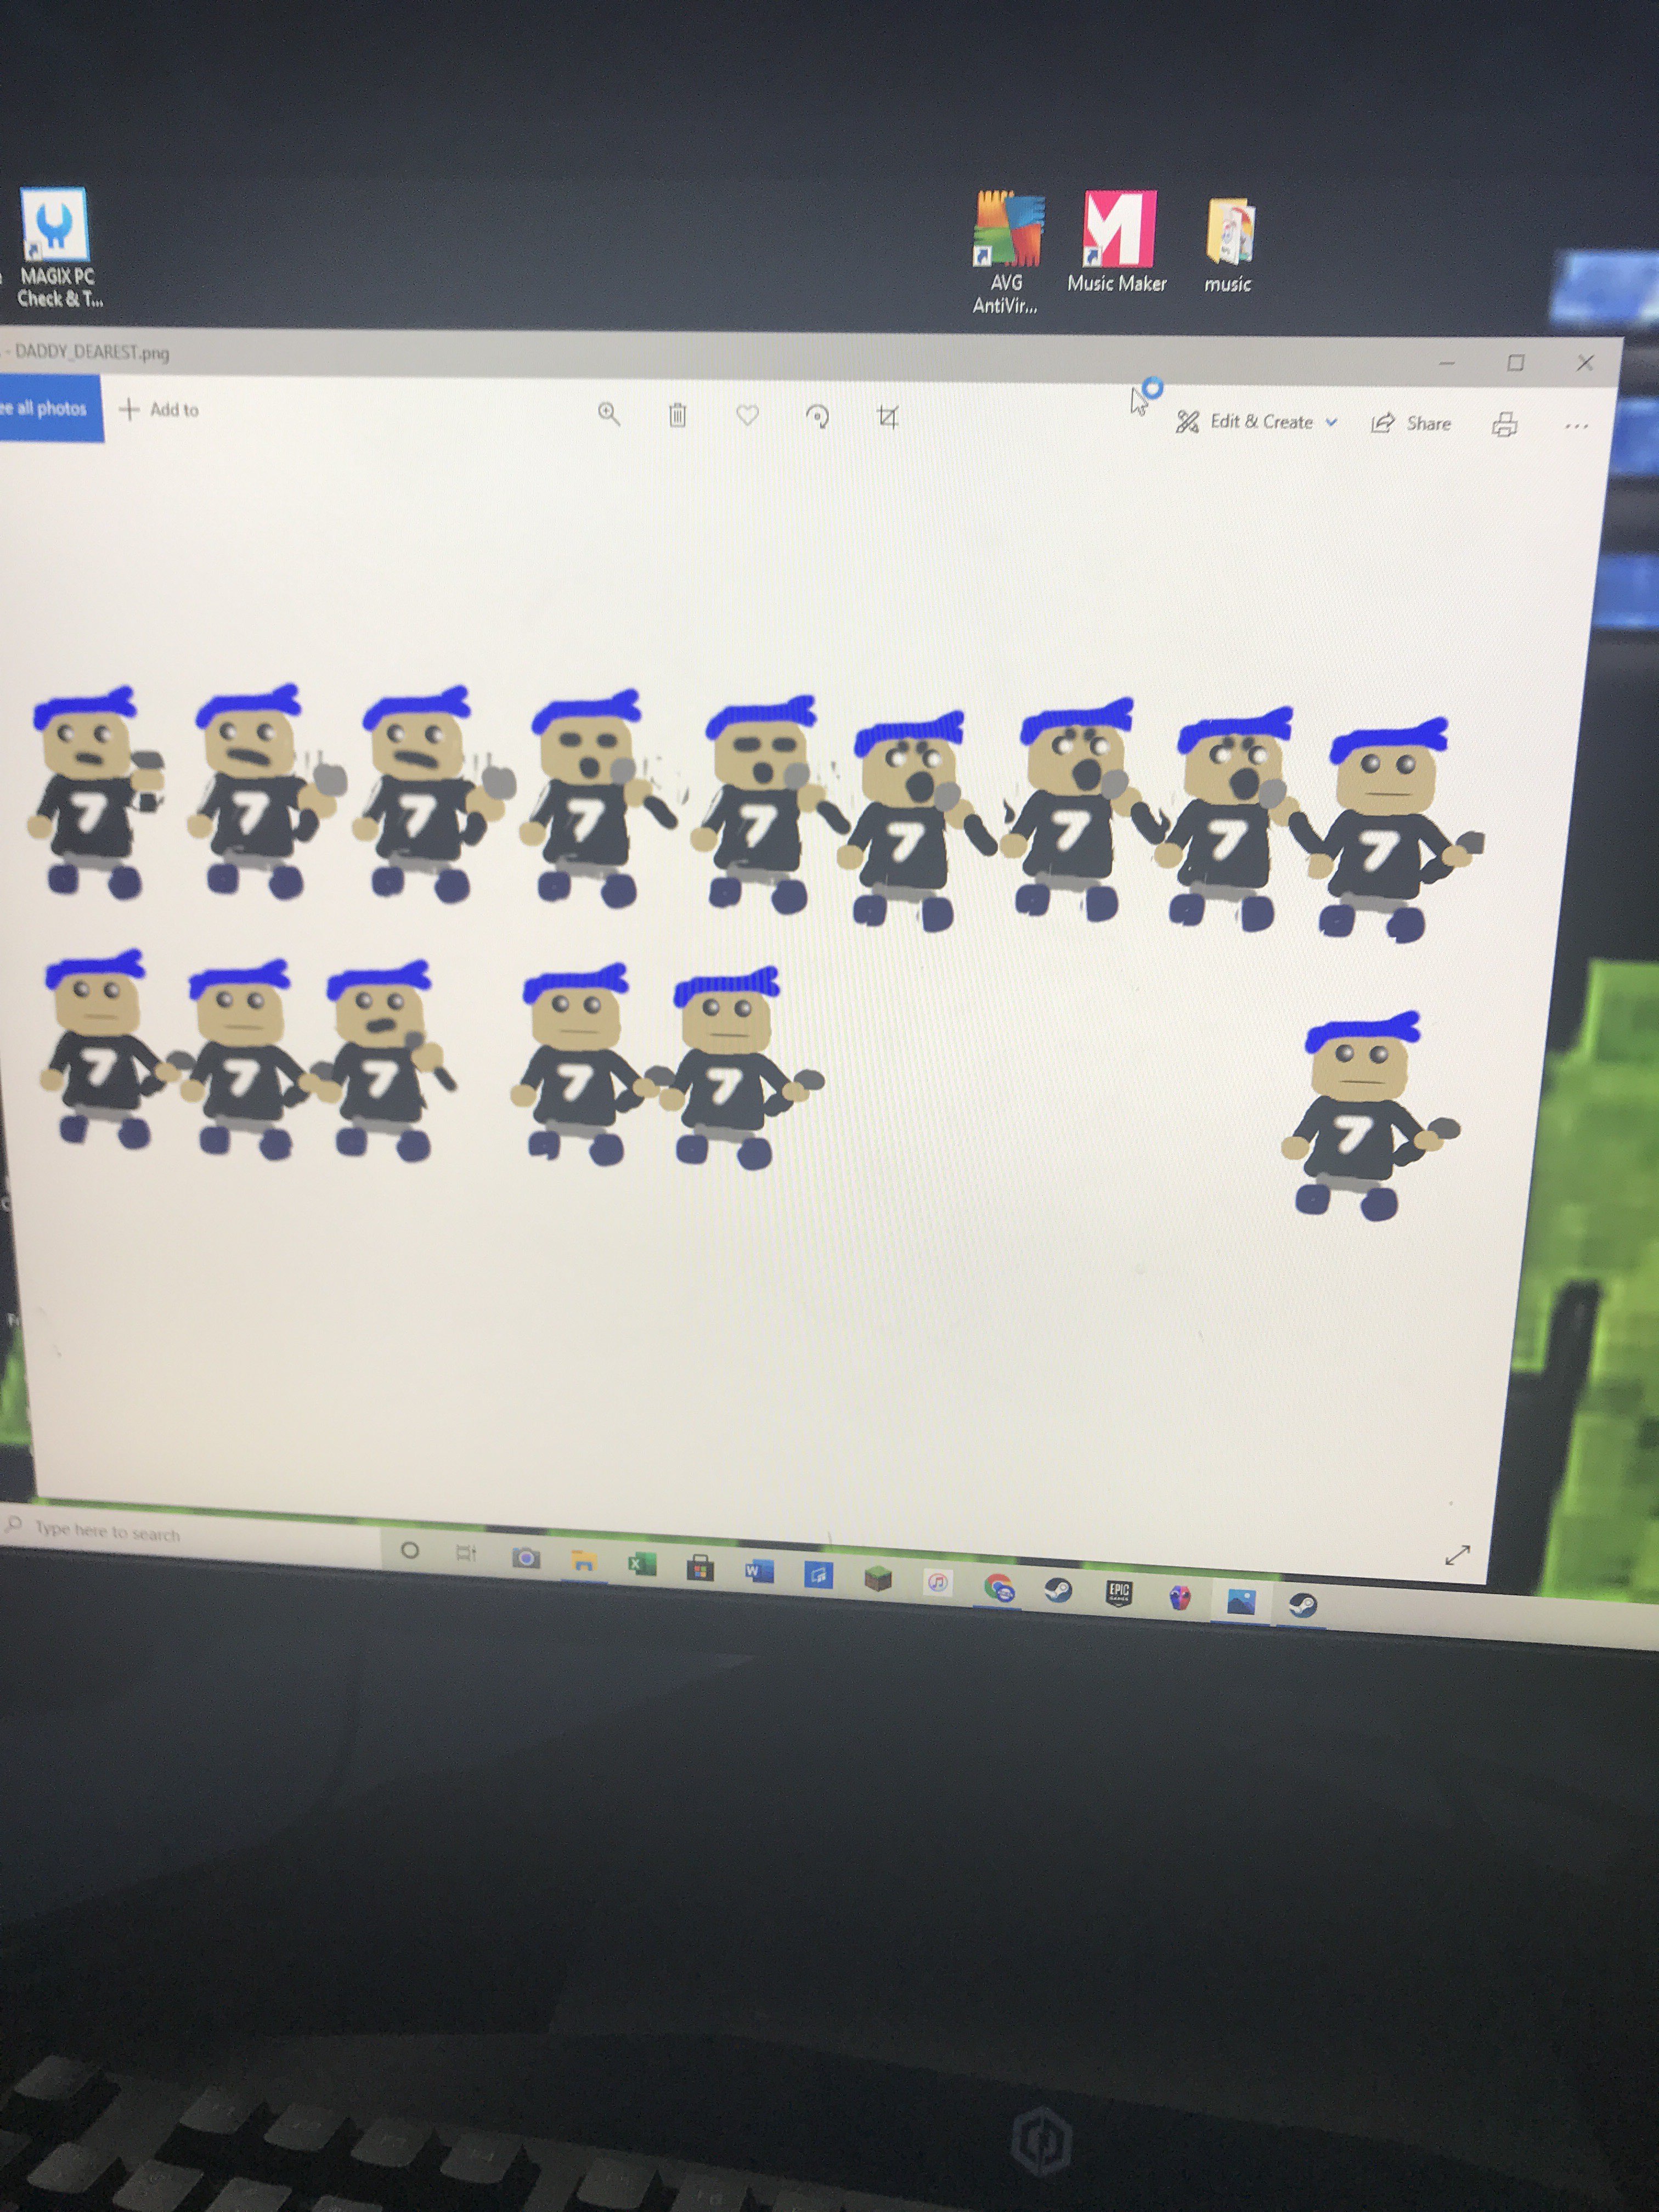 MAGIX PC
Check & T...
AVG
AntiVir...
Music Maker
music
- DADDY_DEAREST.png
all photos
Add to
Edit & Create
Share
7 7 7 7 7 7 7 7 7
7 7 7 7 7 7
Type here to search
EPIC
GAMES